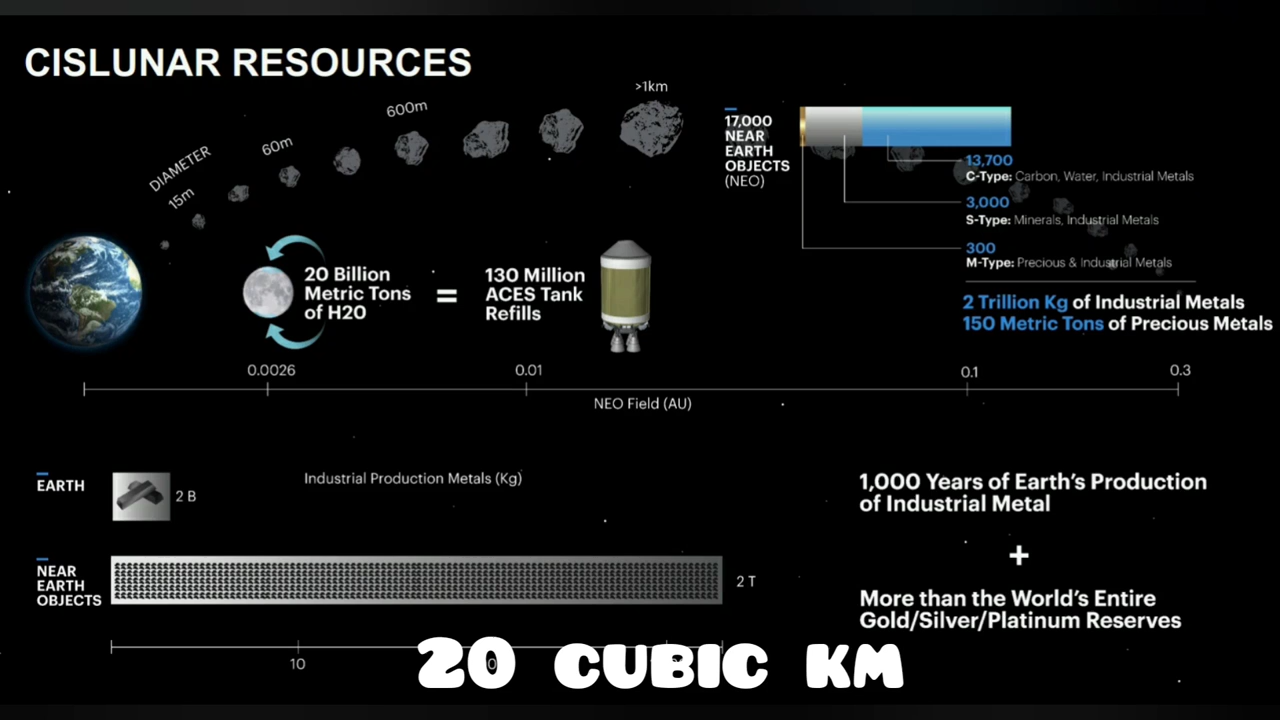 CISLUNAR RESOURCES
DIAMETER
15m
60m
600m
>1km
17,000
NEAR
EARTH
OBJECTS
(NEO)
13,700
C-Type: Carbon, Water, Industrial Metals
3,000
S-Type: Minerals, Industrial Metals
300
M-Type: Precious & Industrial Metals
2 Trillion Kg of Industrial Metals
150 Metric Tons of Precious Metals
20 Billion
Metric Tons
of H20
=
130 Million
ACES Tank
Refills
0.0026
0.01
0.1
0.3
NEO Field (AU)
EARTH
2 B
Industrial Production Metals (Kg)
NEAR
EARTH
OBJECTS
2 T
10
1,000 Years of Earth's Production
of Industrial Metal
+
More than the World's Entire
Gold/Silver/Platinum Reserves
20 CUBIC KM